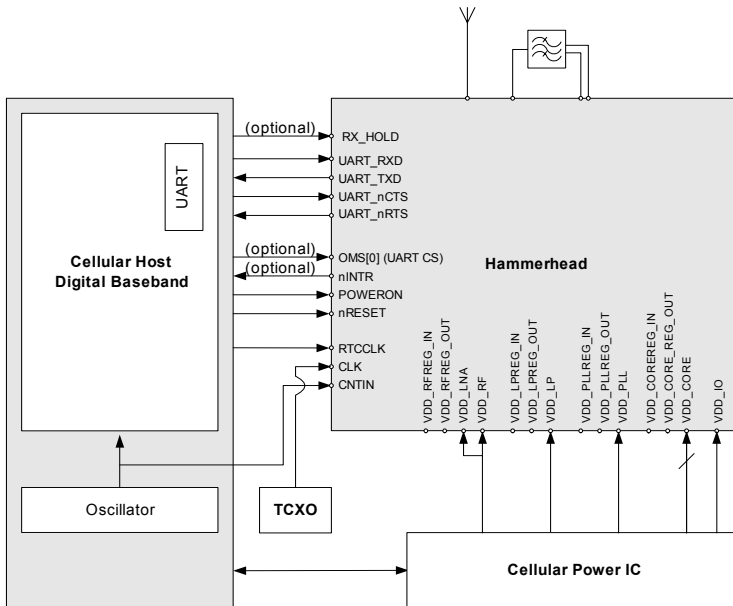 (optional)
RX_HOLD
UART_RXD
UART
UART_TXD
UART_nCTS
UART_nRTS
Cellular Host
Digital Baseband
(optional)
OMS[0] (UART CS)
(optional)
nINTR
Hammerhead
POWERON
nRESET
RTCCLK
CLK
CNTIN
VDD_RFREG_IN
VDD_RFREG_OUT
VDD_LNA
VDD_RF
VDD_LPREG_IN
VDD_LPREG_OUT
VDD_LP
VDD_PLLREG_IN
VDD_PLLREG_OUT
VDD_PLL
VDD_COREREG_IN
VDD_CORE_REG_OUT
VDD_CORE
VDD_IO
Oscillator
TCXO
Cellular Power IC